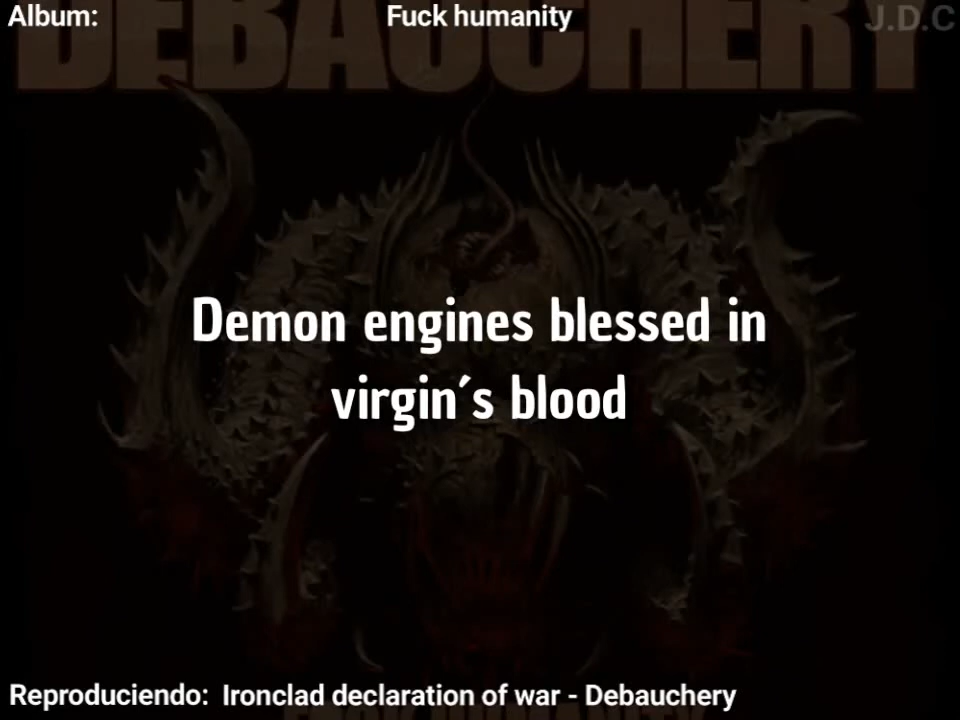 Album: Fuck humanity J.D.C
DEBAUCHERY
Demon engines blessed in
virgin´s blood
Reproduciendo: Ironclad declaration of war - Debauchery